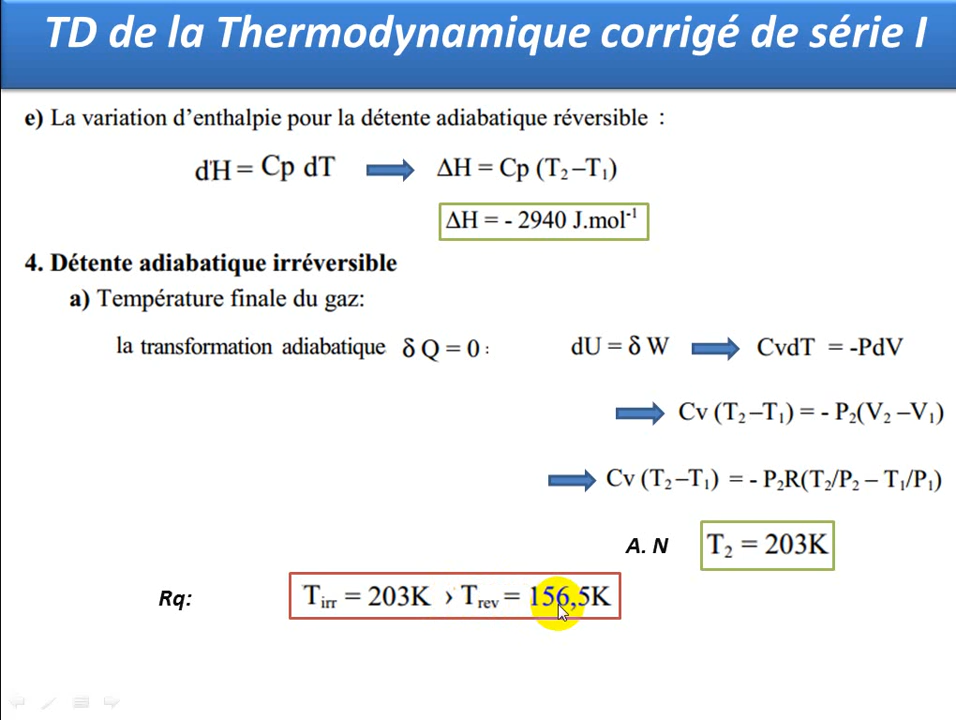 TD de la Thermodynamique corrigé de série I
e) La variation d'enthalpie pour la détente adiabatique réversible :
dH = Cp dT ➡ ΔH = Cp (T₂–T₁)
ΔH = - 2940 J.mol⁻¹
4. Détente adiabatique irréversible
a) Température finale du gaz:
la transformation adiabatique δ Q = 0 : dU = δ W ➡ CvdT = -PdV
➡ Cv (T₂–T₁) = - P₂(V₂ –V₁)
➡ Cv (T₂–T₁) = - P₂R(T₂/P₂ – T₁/P₁)
A. N T₂ = 203K
Rq: Tᵢᵣᵣ = 203K › Tᵣₑᵥ = 156,5K